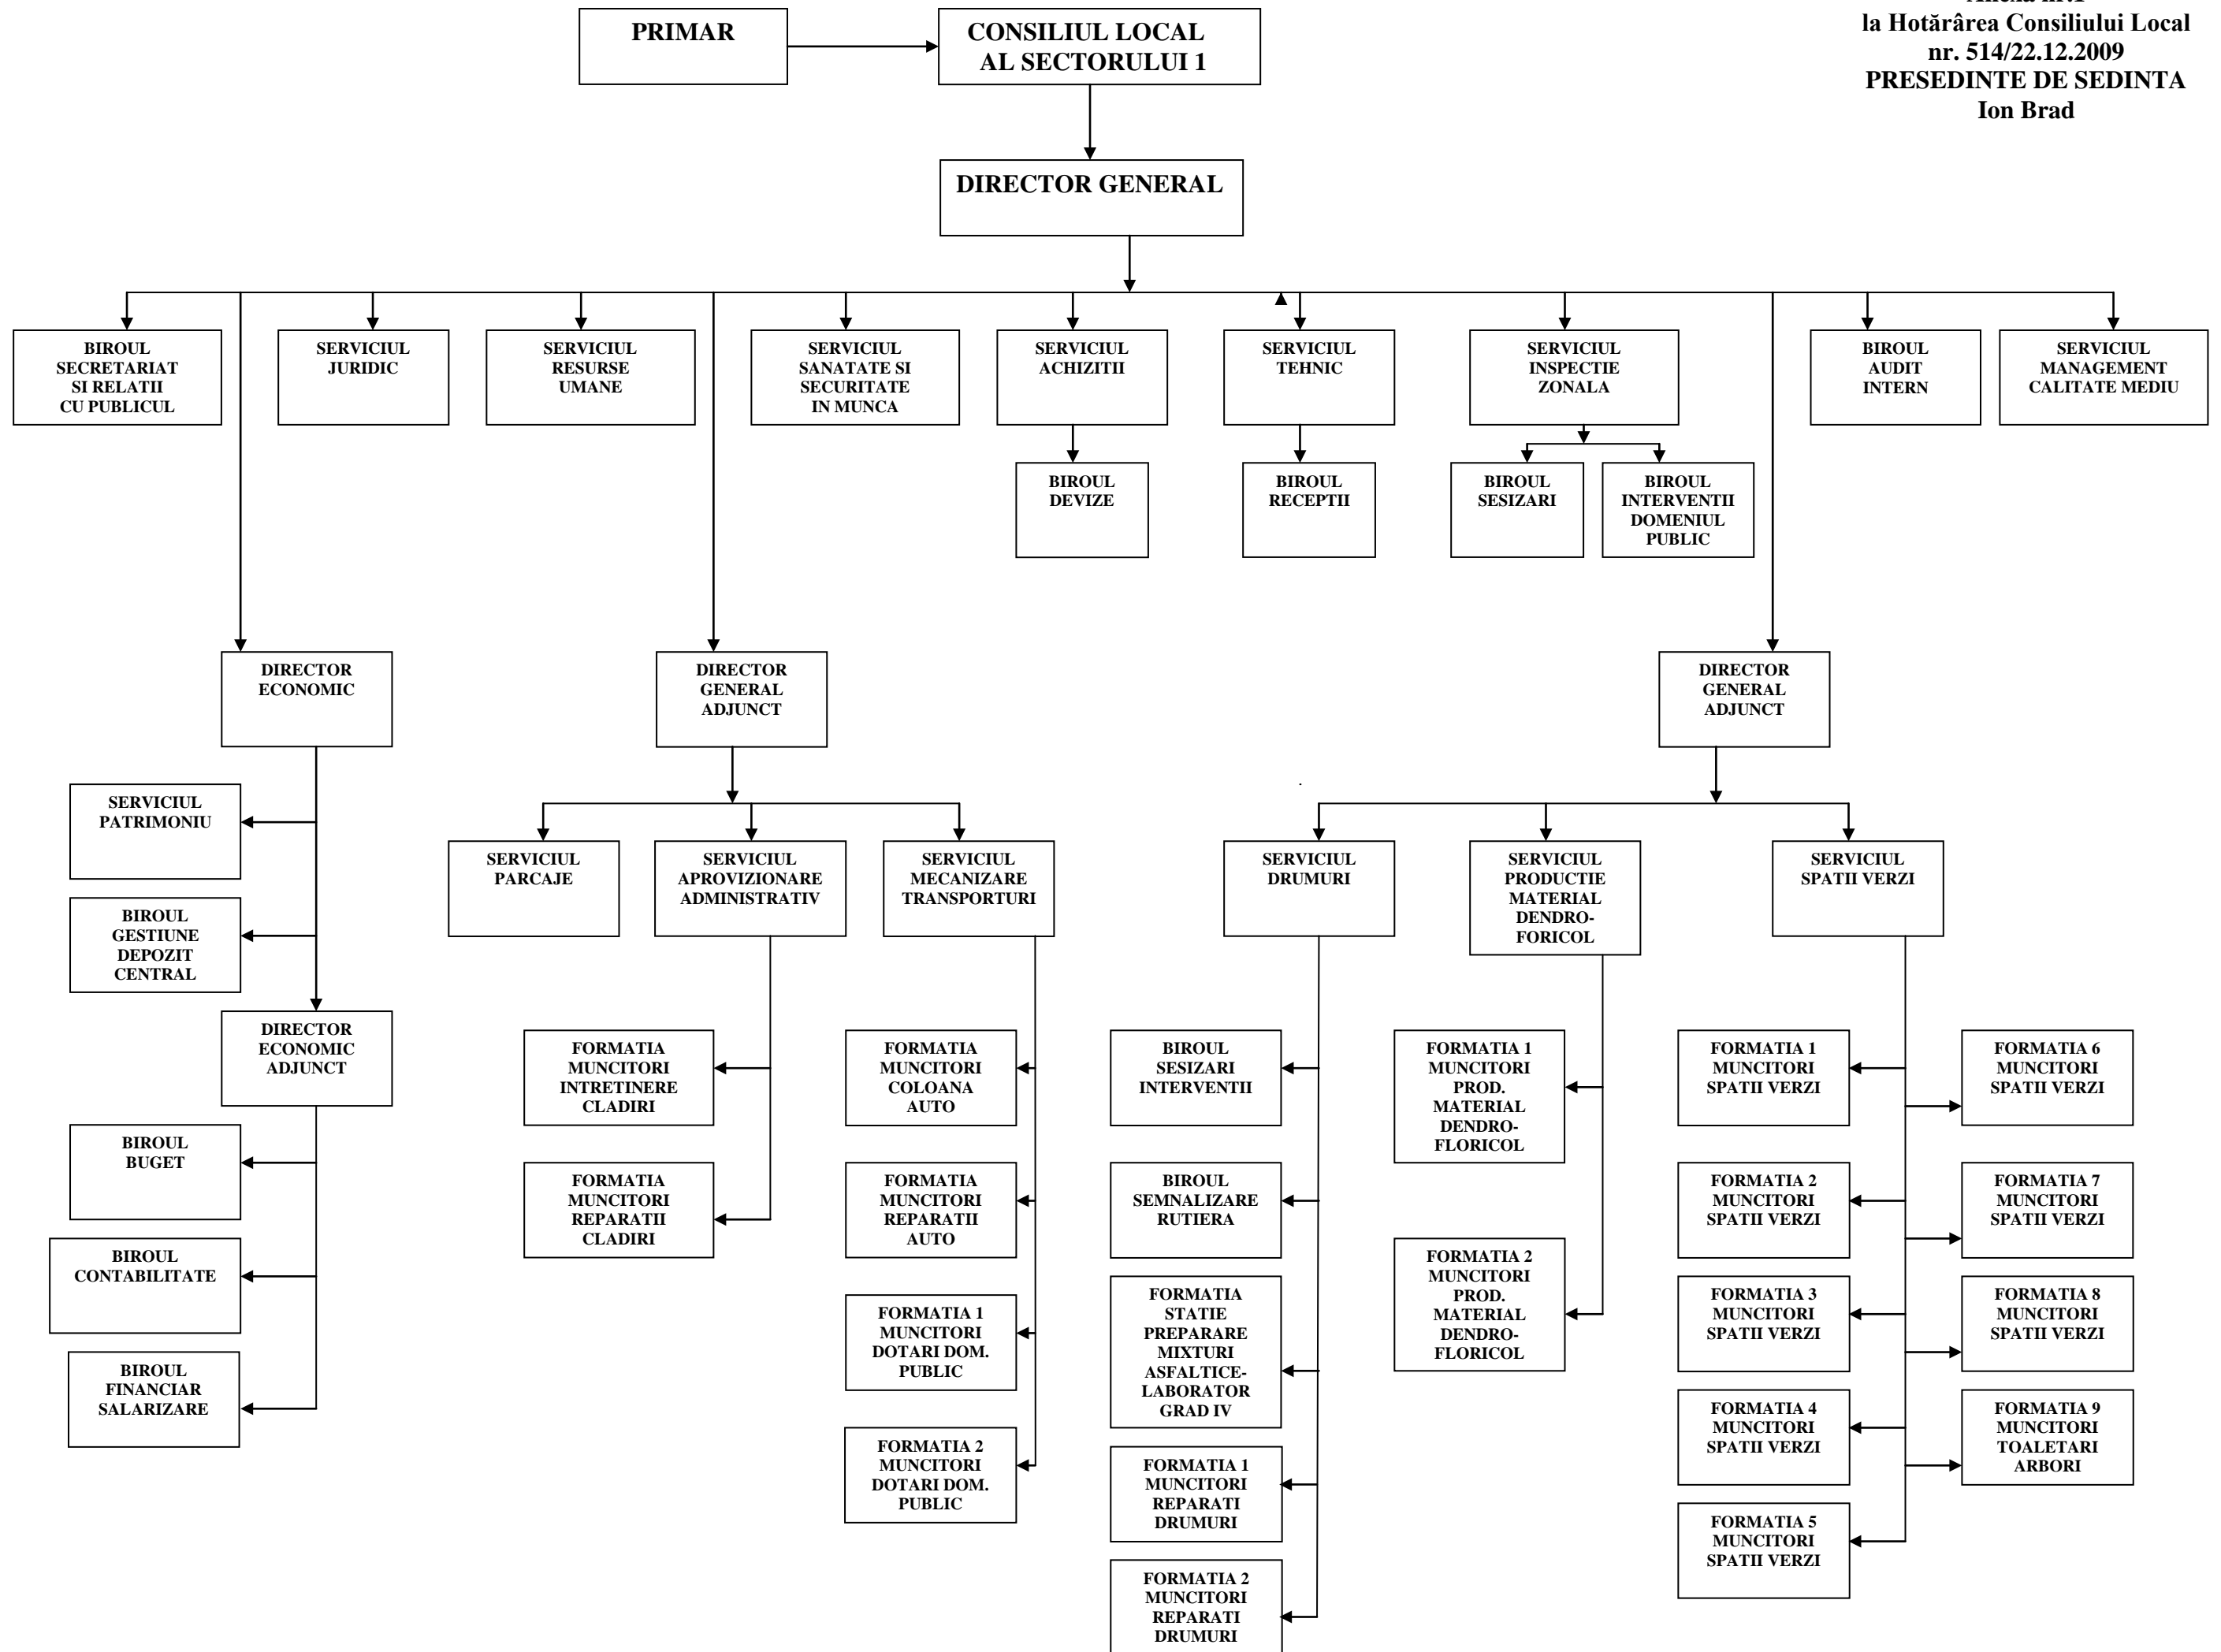 Anexa nr.1
la Hotărârea Consiliului Local
nr. 514/22.12.2009
PRESEDINTE DE SEDINTA
Ion Brad
PRIMAR
CONSILIUL LOCAL
AL SECTORULUI 1
DIRECTOR GENERAL
BIROUL
SECRETARIAT
SI RELATII
CU PUBLICUL
SERVICIUL
JURIDIC
SERVICIUL
RESURSE
UMANE
SERVICIUL
SANATATE SI
SECURITATE
IN MUNCA
SERVICIUL
ACHIZITII
SERVICIUL
TEHNIC
SERVICIUL
INSPECTIE
ZONALA
BIROUL
AUDIT
INTERN
SERVICIUL
MANAGEMENT
CALITATE MEDIU
BIROUL
DEVIZE
BIROUL
RECEPTII
BIROUL
SESIZARI
BIROUL
INTERVENTII
DOMENIUL
PUBLIC
DIRECTOR
ECONOMIC
DIRECTOR
GENERAL
ADJUNCT
DIRECTOR
GENERAL
ADJUNCT
SERVICIUL
PATRIMONIU
BIROUL
GESTIUNE
DEPOZIT
CENTRAL
DIRECTOR
ECONOMIC
ADJUNCT
BIROUL
BUGET
BIROUL
CONTABILITATE
BIROUL
FINANCIAR
SALARIZARE
SERVICIUL
PARCAJE
SERVICIUL
APROVIZIONARE
ADMINISTRATIV
SERVICIUL
MECANIZARE
TRANSPORTURI
FORMATIA
MUNCITORI
INTRETINERE
CLADIRI
FORMATIA
MUNCITORI
REPARATII
CLADIRI
FORMATIA
MUNCITORI
COLOANA
AUTO
FORMATIA
MUNCITORI
REPARATII
AUTO
FORMATIA 1
MUNCITORI
DOTARI DOM.
PUBLIC
FORMATIA 2
MUNCITORI
DOTARI DOM.
PUBLIC
SERVICIUL
DRUMURI
SERVICIUL
PRODUCTIE
MATERIAL
DENDRO-
FORICOL
SERVICIUL
SPATII VERZI
BIROUL
SESIZARI
INTERVENTII
BIROUL
SEMNALIZARE
RUTIERA
FORMATIA
STATIE
PREPARARE
MIXTURI
ASFALTICE-
LABORATOR
GRAD IV
FORMATIA 1
MUNCITORI
REPARATI
DRUMURI
FORMATIA 2
MUNCITORI
REPARATI
DRUMURI
FORMATIA 1
MUNCITORI
PROD.
MATERIAL
DENDRO-
FLORICOL
FORMATIA 2
MUNCITORI
PROD.
MATERIAL
DENDRO-
FLORICOL
FORMATIA 1
MUNCITORI
SPATII VERZI
FORMATIA 2
MUNCITORI
SPATII VERZI
FORMATIA 3
MUNCITORI
SPATII VERZI
FORMATIA 4
MUNCITORI
SPATII VERZI
FORMATIA 5
MUNCITORI
SPATII VERZI
FORMATIA 6
MUNCITORI
SPATII VERZI
FORMATIA 7
MUNCITORI
SPATII VERZI
FORMATIA 8
MUNCITORI
SPATII VERZI
FORMATIA 9
MUNCITORI
TOALETARI
ARBORI